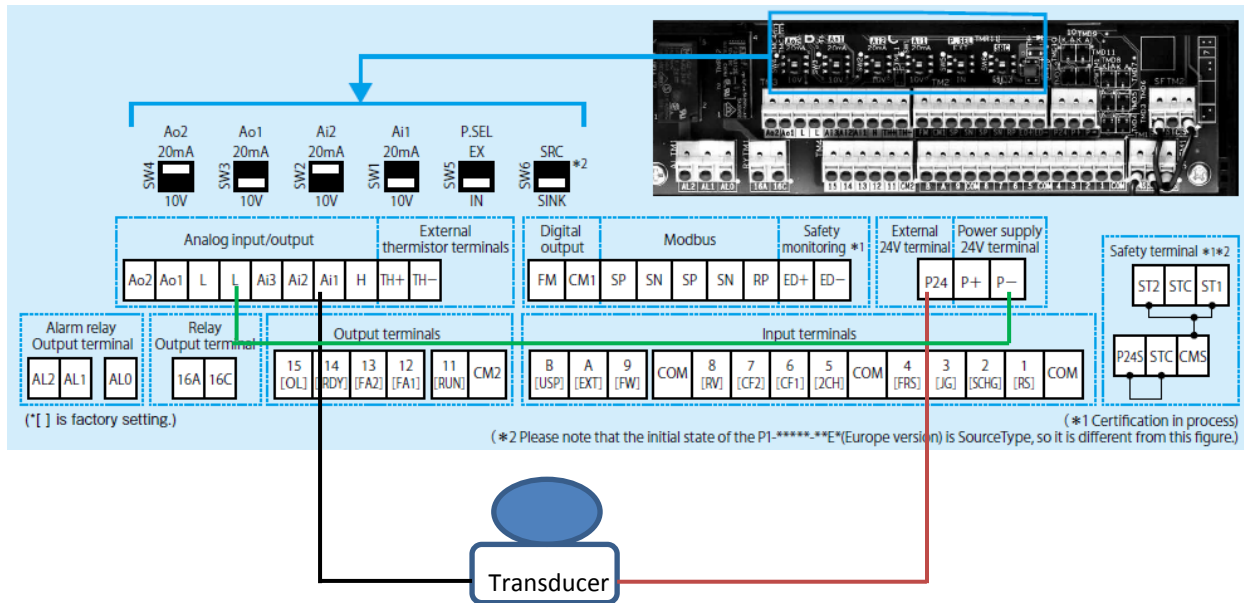 Ao2 Ao1 Ai2 Ai1 P.SEL
20mA 20mA 20mA 20mA EX SRC *2
SW4 SW3 SW2 SW1 SW5 SW6
10V 10V 10V 10V IN SINK
Analog input/output
External
thermistor terminals
Digital
output
Modbus
Safety
monitoring *1
External
24V terminal
Power supply
24V terminal
Ao2 Ao1 L L Ai3 Ai2 Ai1 H TH+ TH−
FM CM1 SP SN SP SN RP ED+ ED−
P24 P+ P−
Safety terminal *1*2
ST2 STC ST1
P24S STC CMS
Alarm relay
Output terminal
AL2 AL1 AL0
Relay
Output terminal
16A 16C
Output terminals
15 14 13 12 11 CM2
[OL] [RDY] [FA2] [FA1] [RUN]
Input terminals
B A 9 COM 8 7 6 5 COM 4 3 2 1 COM
[USP] [EXT] [FW] [RV] [CF2] [CF1] [2CH] [FRS] [JG] [SCHG] [RS]
(*[ ] is factory setting.)
(*1 Certification in process)
(*2 Please note that the initial state of the P1-*****-**E*(Europe version) is SourceType, so it is different from this figure.)
Transducer